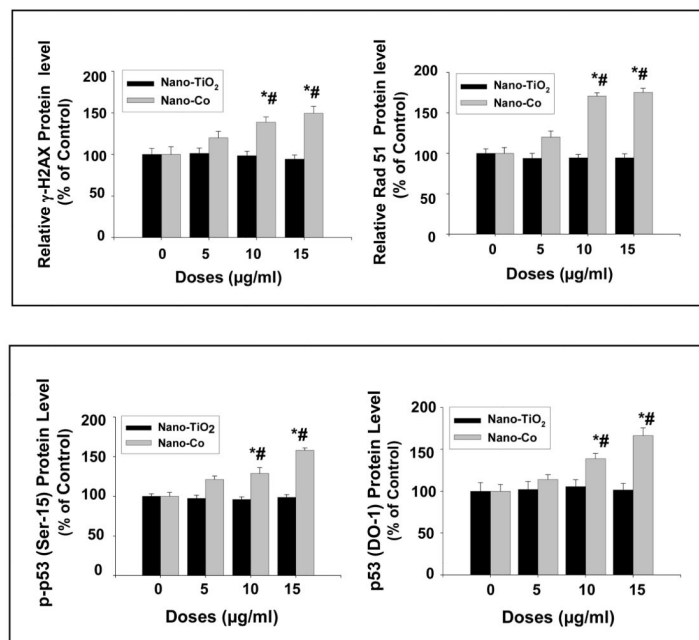 Relative γ-H2AX Protein level
(% of Control)
200
150
100
50
0
Nano-TiO₂
Nano-Co
*#
*#
0 5 10 15
Doses (µg/ml)
Relative Rad 51 Protein level
(% of Control)
200
150
100
50
0
Nano-TiO₂
Nano-Co
*#
*#
0 5 10 15
Doses (µg/ml)
p-p53 (Ser-15) Protein Level
(% of Control)
200
150
100
50
0
Nano-TiO2
Nano-Co
*#
*#
0 5 10 15
Doses (µg/ml)
p53 (DO-1) Protein Level
(% of Control)
200
150
100
50
0
Nano-TiO₂
Nano-Co
*#
*#
0 5 10 15
Doses (µg/ml)